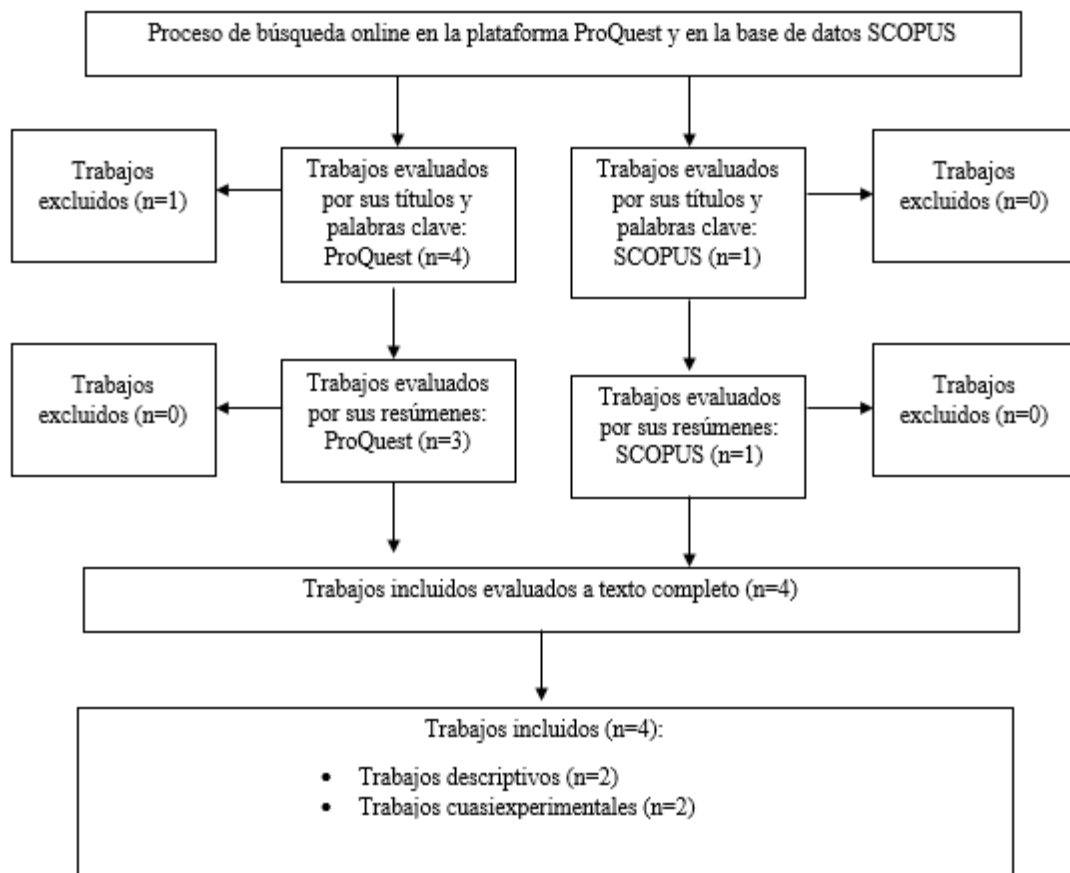 Proceso de búsqueda online en la plataforma ProQuest y en la base de datos SCOPUS
Trabajos
excluidos (n=1)
Trabajos evaluados
por sus títulos y
palabras clave:
ProQuest (n=4)
Trabajos evaluados
por sus títulos y
palabras clave:
SCOPUS (n=1)
Trabajos
excluidos (n=0)
Trabajos
excluidos (n=0)
Trabajos evaluados
por sus resúmenes:
ProQuest (n=3)
Trabajos evaluados
por sus resúmenes:
SCOPUS (n=1)
Trabajos
excluidos (n=0)
Trabajos incluidos evaluados a texto completo (n=4)
Trabajos incluidos (n=4):
• Trabajos descriptivos (n=2)
• Trabajos cuasiexperimentales (n=2)